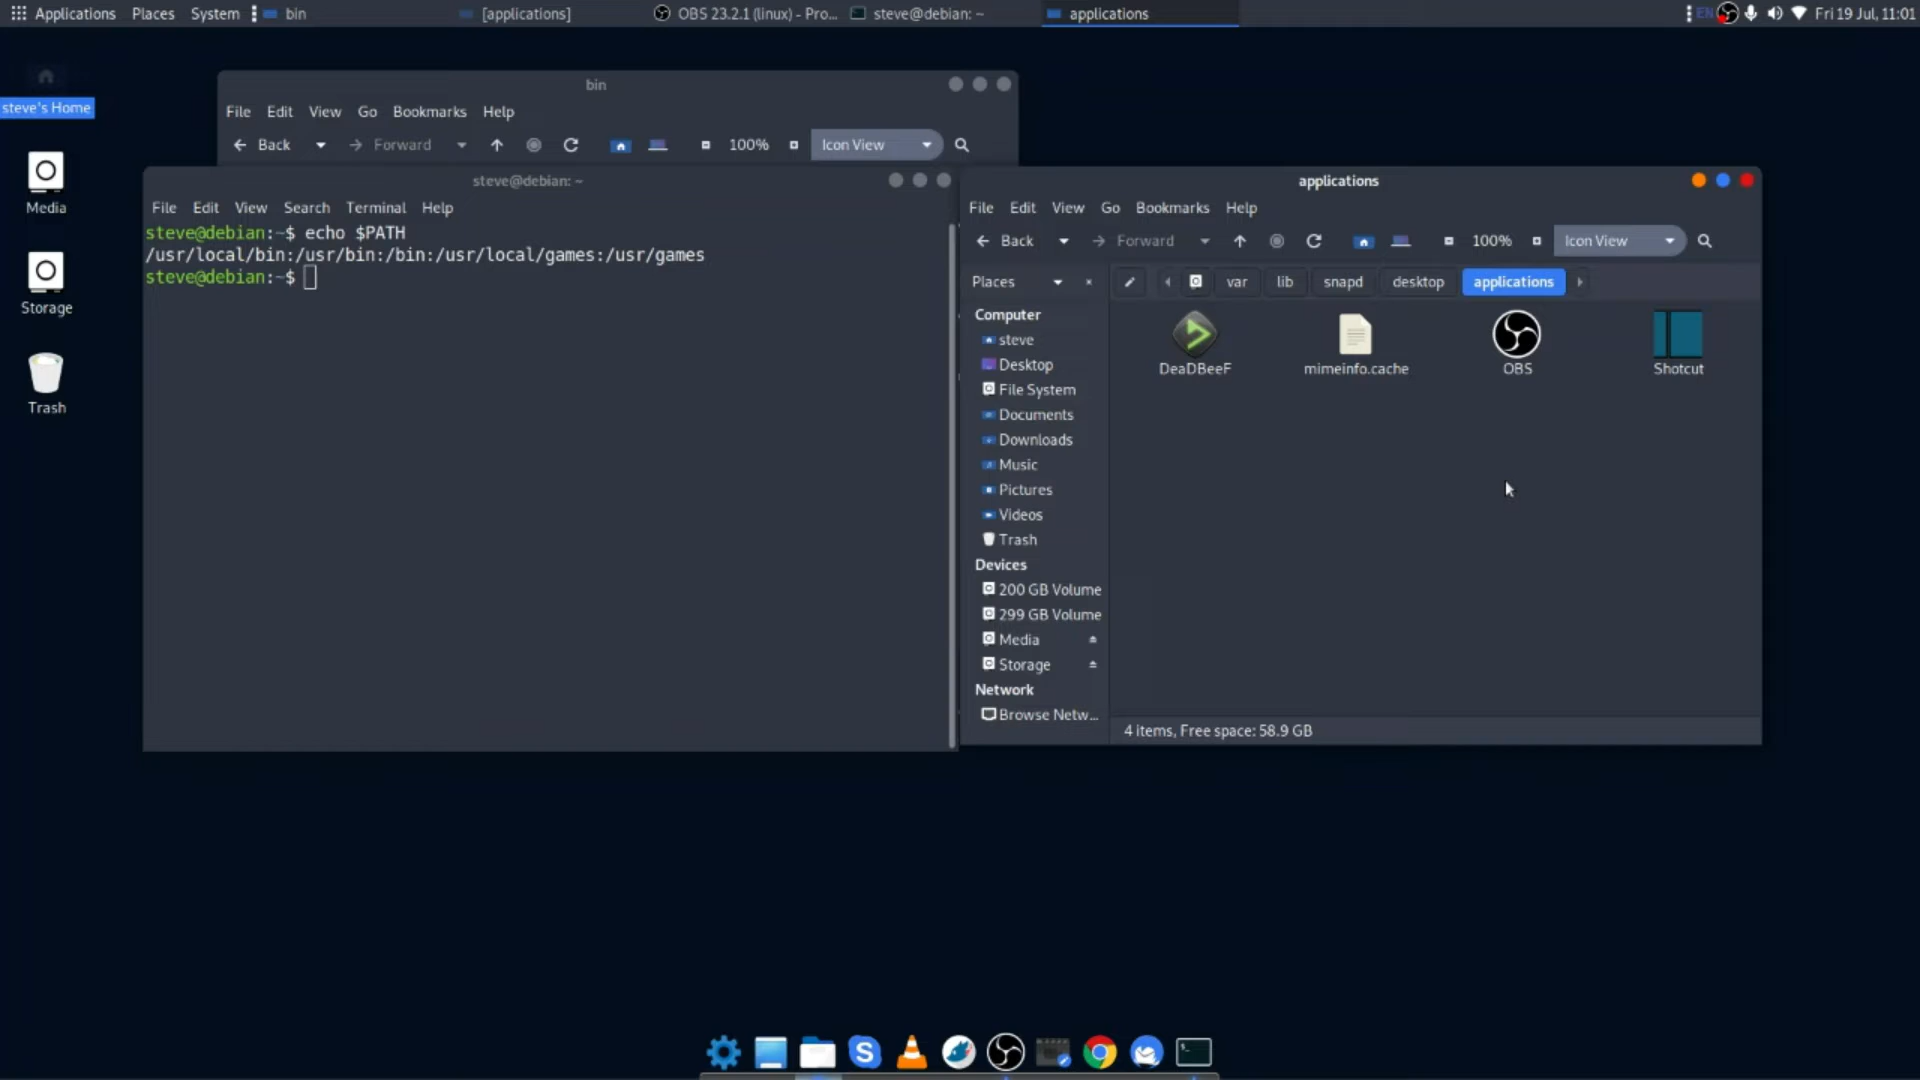 Applications Places System bin [applications] OBS 23.2.1 (linux) - Pro... steve@debian: ~ applications EN Fri 19 Jul, 11:01
steve's Home
Media
Storage
Trash
bin
File Edit View Go Bookmarks Help
Back Forward 100% Icon View
steve@debian: ~
File Edit View Search Terminal Help
steve@debian:~$ echo $PATH
/usr/local/bin:/usr/bin:/bin:/usr/local/games:/usr/games
steve@debian:~$
applications
File Edit View Go Bookmarks Help
Back Forward 100% Icon View
Places var lib snapd desktop applications
Computer
steve
Desktop
File System
Documents
Downloads
Music
Pictures
Videos
Trash
Devices
200 GB Volume
299 GB Volume
Media
Storage
Network
Browse Netw...
DeaDBeeF mimeinfo.cache OBS Shotcut
4 items, Free space: 58.9 GB